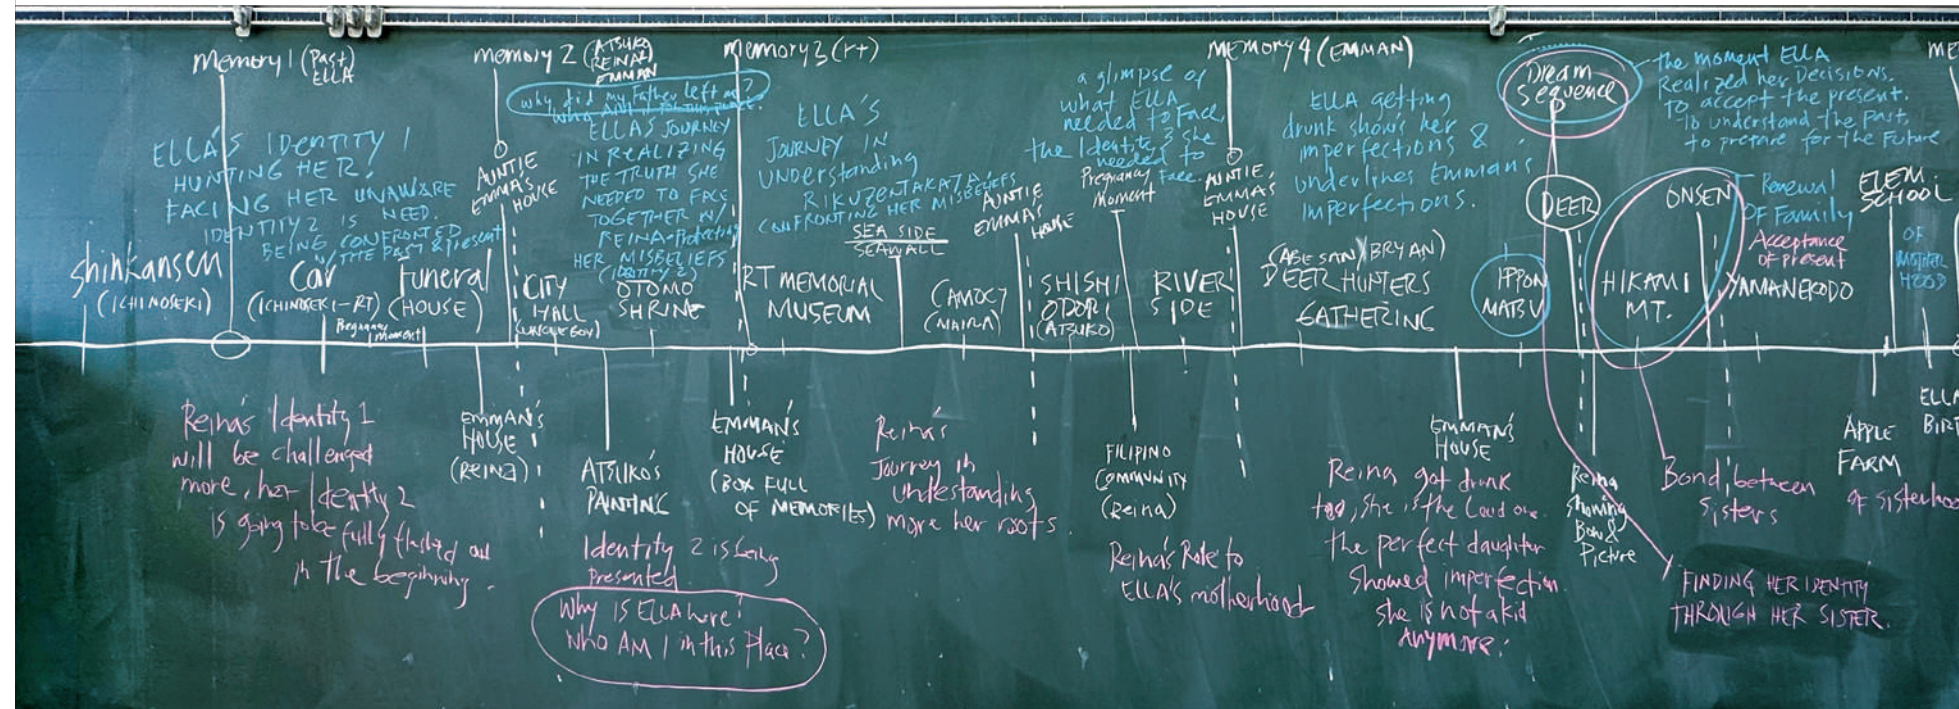 Memory 1 (Past)
ELLA
ELLA'S IDENTITY 1
HUNTING HER!
FACING HER UNAWARE
IDENTITY 2 IS NEED.
BEING CONFRONTED
W/ THE PAST & Present
Shinkansen
(ICHINOSEKI)
Car
(ICHINOSEKI-RT)
Pregnancy
Moment
Funeral
(HOUSE)
Memory 2 (ATSUKO)
REINA
EMMAN
Why did my Father left us?
AUNTIE
EMMA'S
HOUSE
ELLA'S JOURNEY
IN REALIZING
THE TRUTH SHE
NEEDED TO FACE
TOGETHER W/
REINA-Protecting
HER MISBELIEFS
(IDENTITY 2)
OTOMO
SHRINE
CITY
HALL
Memory 3 (rt)
ELLA'S
JOURNEY IN
UNDERSTANDING
RIKUZENTAKATA,
CONFRONTING HER MISBELIEFS
SEA SIDE
SEAWALL
RT MEMORIAL
MUSEUM
CAMOCY
(MAIRA)
AUNTIE
EMMA'S
HOUSE
a glimpse of
what ELLA
needed to Face,
the Identity 3 she
needed to
Face.
Pregnancy
Moment
SHISHI
ODORI
(ATSUKO)
RIVER
SIDE
MEMORY 4 (EMMAN)
AUNTIE
EMMA'S
HOUSE
ELLA getting
drunk shows her
imperfections &
underlines Emman's
Imperfections.
(ABE SAN)(BRYAN)
DEER HUNTERS
GATHERING
Dream
Sequence
the moment ELLA
Realized her Decisions.
to accept the present.
To understand the Past,
to prepare for the Future
IPPON
MATSU
DEER
HIKAMI
MT.
ONSEN
Renewal
OF Family
Acceptance
of present
YAMANEKODO
ELEM.
SCHOOL
OF
MOTHER
HOOD
ME
Reina's Identity 1
will be challenged
more, her Identity 2
is going to be fully flashed out
in the beginning.
EMMAN'S
HOUSE
(REINA)
ATSUKO'S
PAINTING
Identity 2 is being
presented
Why IS ELLA here?
Who AM I in this Place?
EMMAN'S
HOUSE
(BOX FULL
OF MEMORIES)
Reina's
Journey in
understanding
more her roots.
FILIPINO
COMMUNITY
(Reina)
Reina's Role to
ELLA'S motherhood
EMMAN'S
HOUSE
Reina got drunk
too, she is the Loud one.
the perfect daughter
showed imperfection
she is not a kid
Anymore.
Reina
showing
Box &
Picture
Bond between
Sisters
FINDING HER IDENTITY
THROUGH HER SISTER.
APPLE
FARM
of sisterhood
ELLA
BIRT